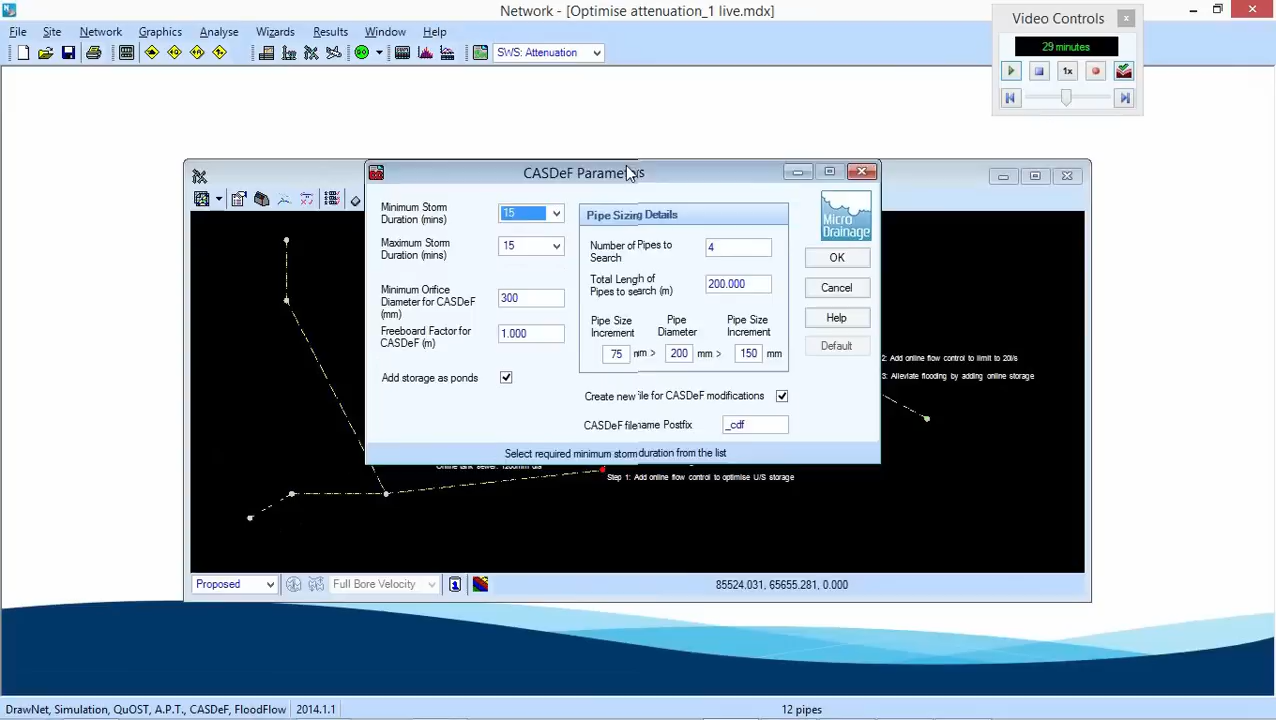 Network - [Optimise attenuation_1 live.mdx]
File Site Network Graphics Analyse Wizards Results Window Help
SWS: Attenuation
Video Controls
29 minutes
1x
CASDeF Parameters
Minimum Storm
Duration (mins)
15
Maximum Storm
Duration (mins)
15
Minimum Orifice
Diameter for CASDeF
(mm)
300
Freeboard Factor for
CASDeF (m)
1.000
Add storage as ponds
Pipe Sizing Details
Number of Pipes to
Search
4
Total Length of
Pipes to search (m)
200.000
Pipe Size
Increment
Pipe
Diameter
Pipe Size
Increment
75 mm > 200 mm > 150 mm
Create new file for CASDeF modifications
CASDeF filename Postfix
_cdf
Micro
Drainage
OK
Cancel
Help
Default
Select required minimum storm duration from the list
2: Add online flow control to limit to 20l/s
3: Alleviate flooding by adding online storage
Online tank sewer: 1200mm dia
Step 1: Add online flow control to optimise U/S storage
Proposed
Full Bore Velocity
85524.031, 65655.281, 0.000
DrawNet, Simulation, QuOST, A.P.T., CASDeF, FloodFlow
2014.1.1
12 pipes